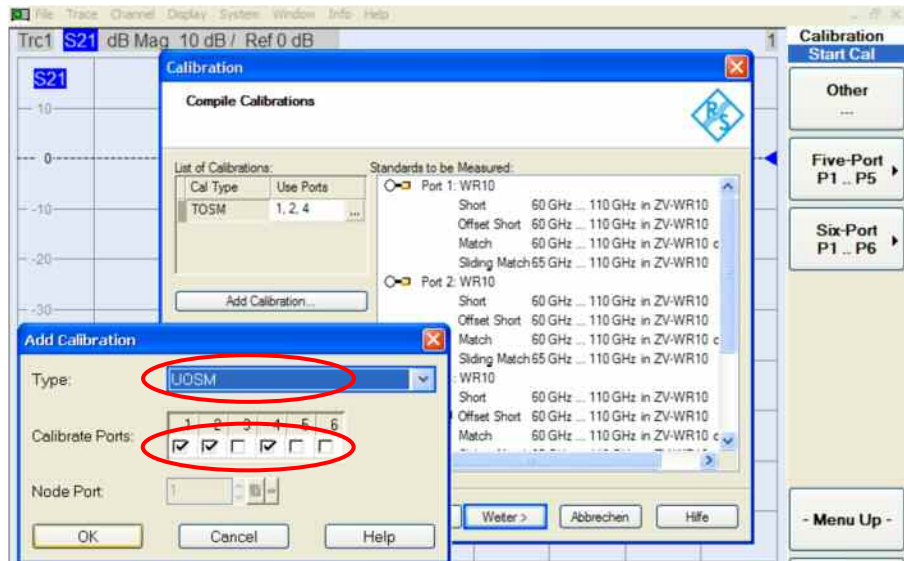 File Trace Channel Display System Window Info Help
Trc1 S21 dB Mag 10 dB / Ref 0 dB 1
S21
10
0
-10
-20
-30
Calibration
Compile Calibrations
R&S
List of Calibrations:
Cal Type Use Ports
TOSM 1, 2, 4 ...
Add Calibration...
Standards to be Measured:
Port 1: WR10
Short 60 GHz ... 110 GHz in ZV-WR10
Offset Short 60 GHz ... 110 GHz in ZV-WR10
Match 60 GHz ... 110 GHz in ZV-WR10 c
Sliding Match 65 GHz ... 110 GHz in ZV-WR10
Port 2: WR10
Short 60 GHz ... 110 GHz in ZV-WR10
Offset Short 60 GHz ... 110 GHz in ZV-WR10
Match 60 GHz ... 110 GHz in ZV-WR10 c
Sliding Match 65 GHz ... 110 GHz in ZV-WR10
: WR10
Short 60 GHz ... 110 GHz in ZV-WR10
Offset Short 60 GHz ... 110 GHz in ZV-WR10
Match 60 GHz ... 110 GHz in ZV-WR10 c
Weiter > Abbrechen Hilfe
Add Calibration
Type: UOSM
Calibrate Ports: 1 2 3 4 5 6
Node Port 1
OK Cancel Help
Calibration
Start Cal
Other
...
Five-Port
P1 .. P5
Six-Port
P1 .. P6
- Menu Up -